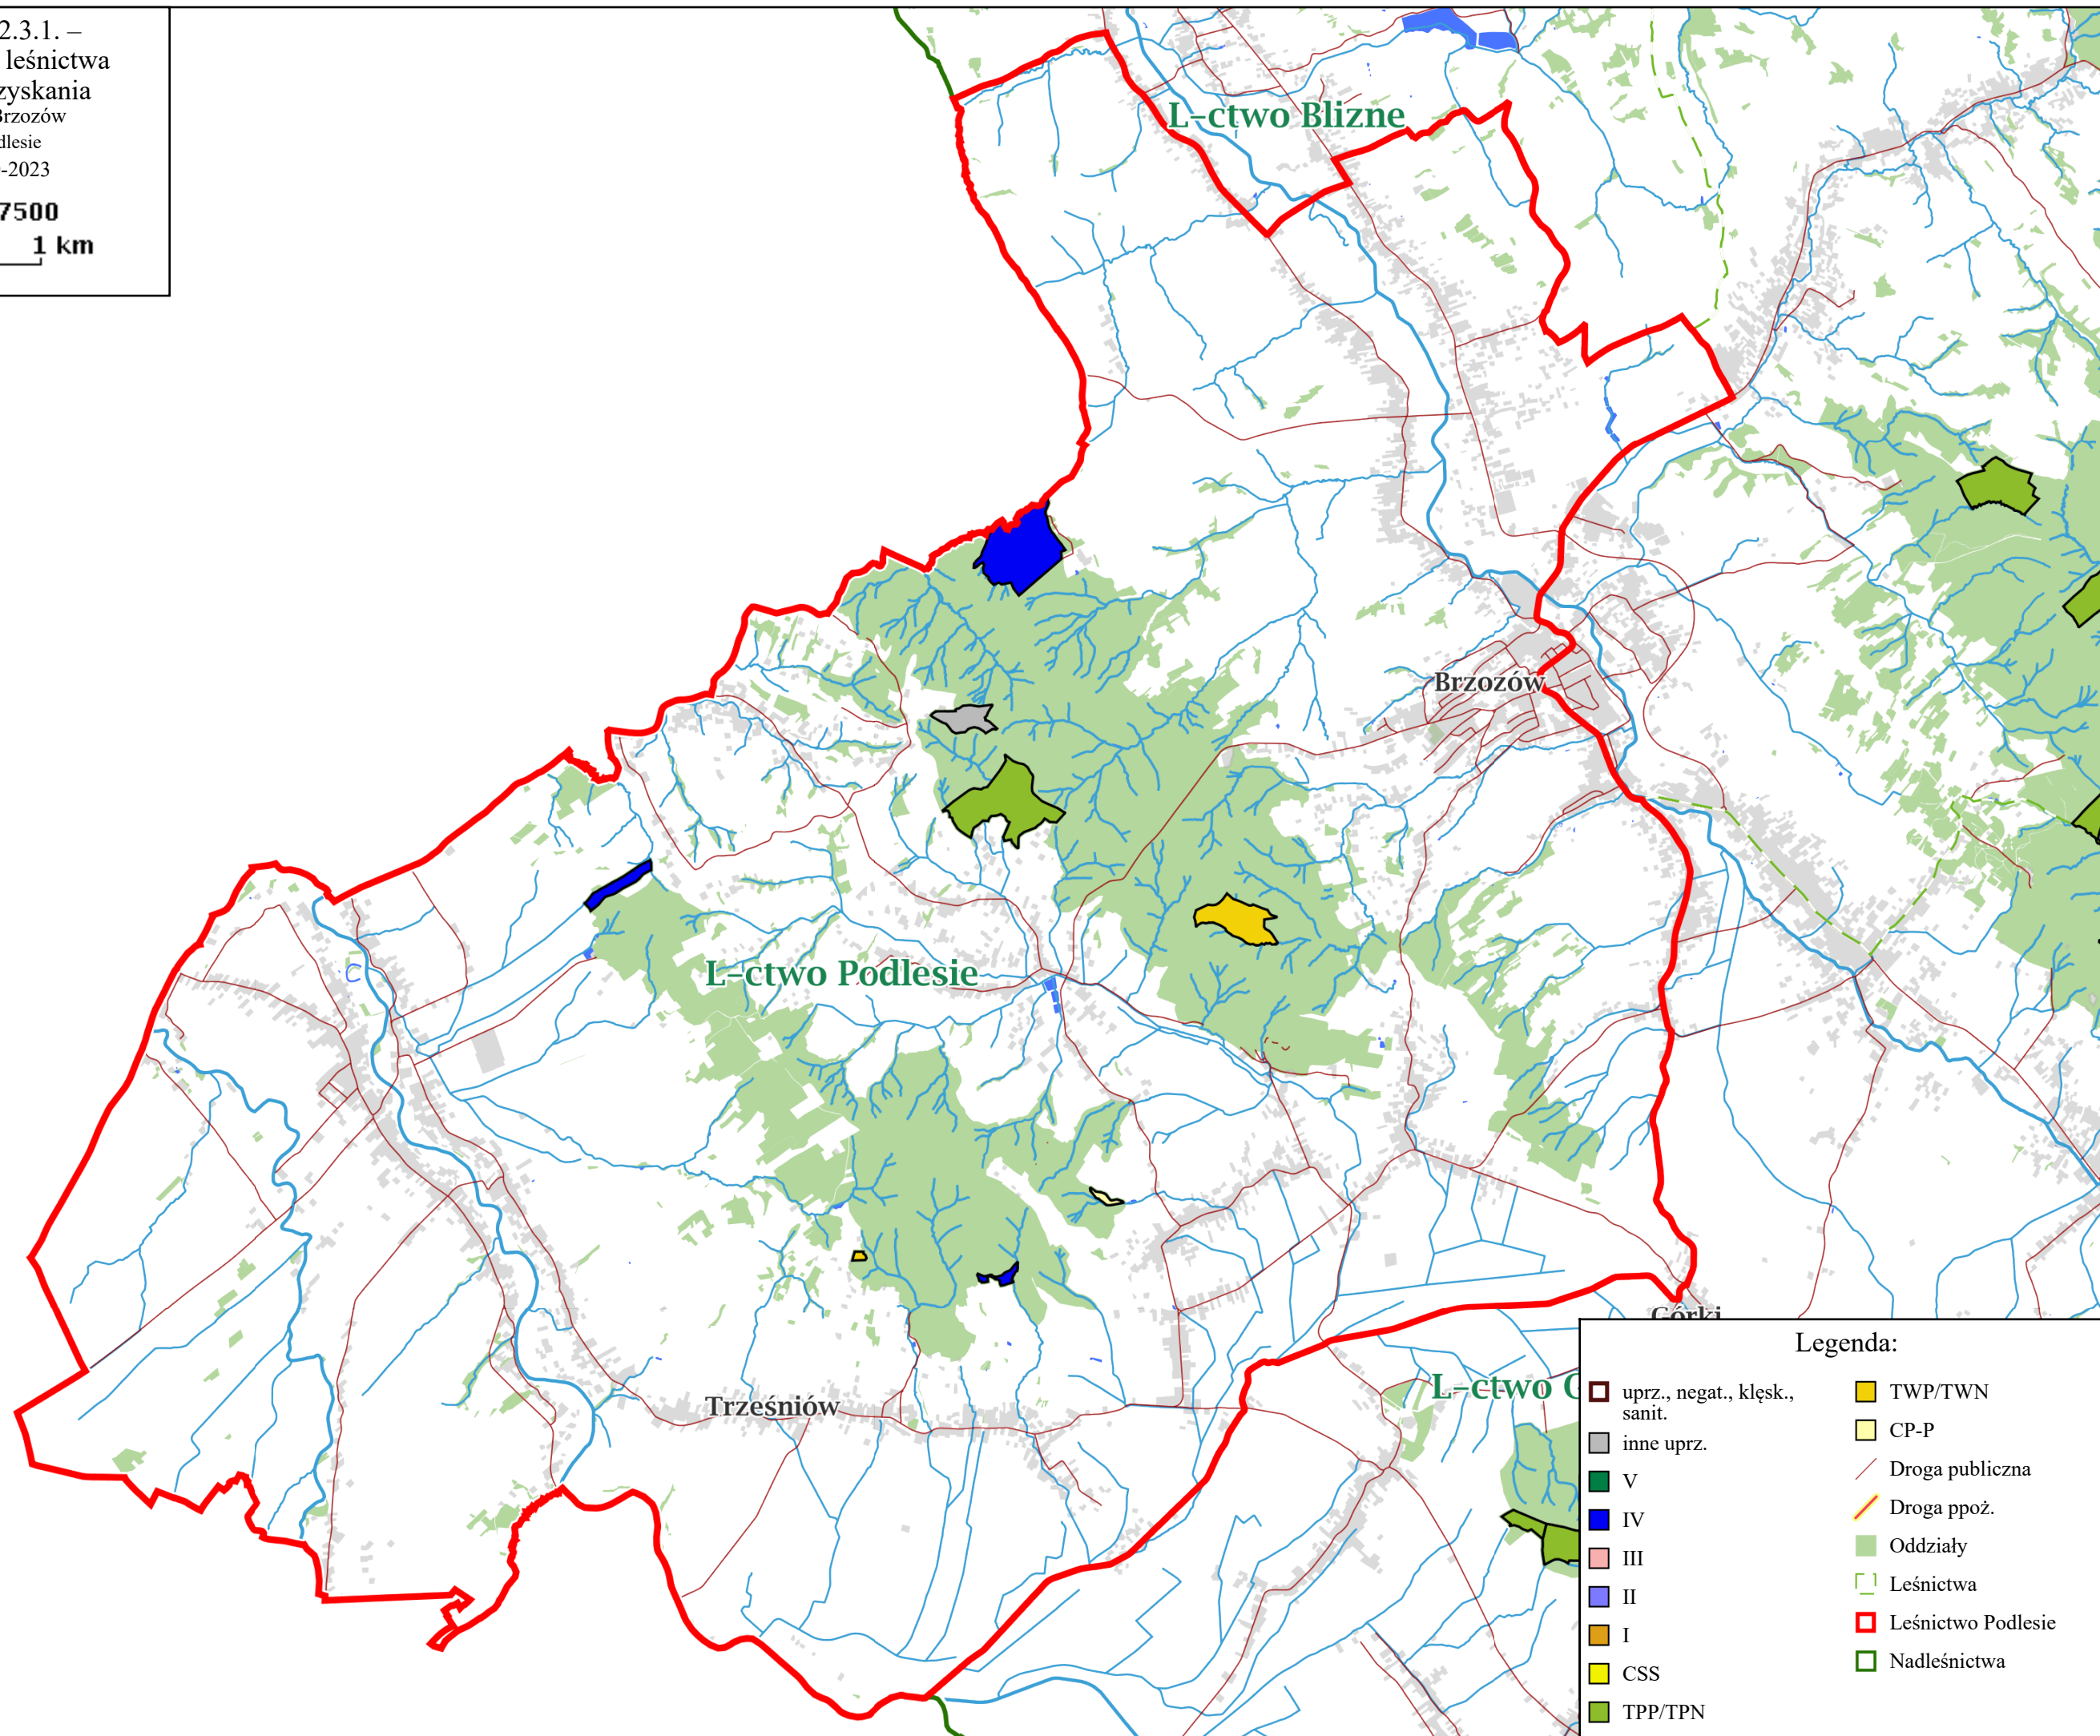 2.3.1. –
leśnictwa
zyskania
Brzozów
dlesie
-2023
7500
1 km
L-ctwo Blizne
Brzozów
L-ctwo Podlesie
Górki
L-ctwo G
Trześniów
Legenda:
uprz., negat., klęsk.,
sanit.
inne uprz.
V
IV
III
II
I
CSS
TPP/TPN
TWP/TWN
CP-P
Droga publiczna
Droga ppoż.
Oddziały
Leśnictwa
Leśnictwo Podlesie
Nadleśnictwa